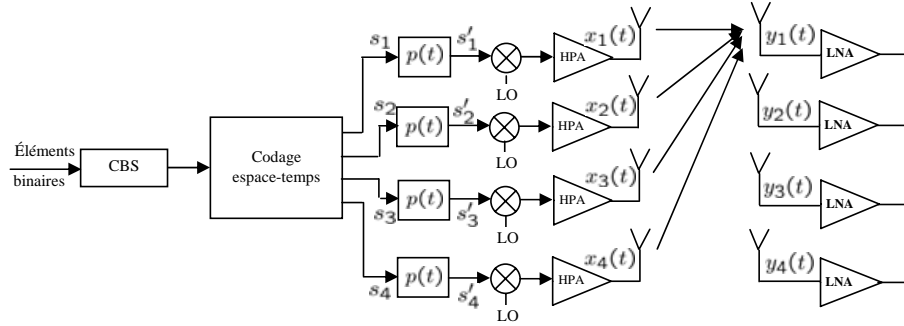 s₁ p(t) s′₁ LO HPA x₁(t) y₁(t) LNA
s₂ p(t) s′₂ LO HPA x₂(t) y₂(t) LNA
Éléments
binaires
CBS
Codage
espace-temps
s₃ p(t) s′₃ LO HPA x₃(t) y₃(t) LNA
s₄ p(t) s′₄ LO HPA x₄(t) y₄(t) LNA